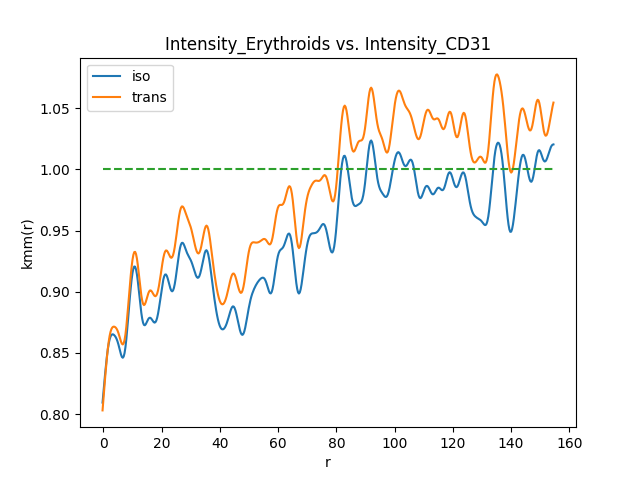 Intensity_Erythroids vs. Intensity_CD31
iso
trans
1.05
1.00
0.95
0.90
0.85
0.80
kmm(r)
0 20 40 60 80 100 120 140 160
r